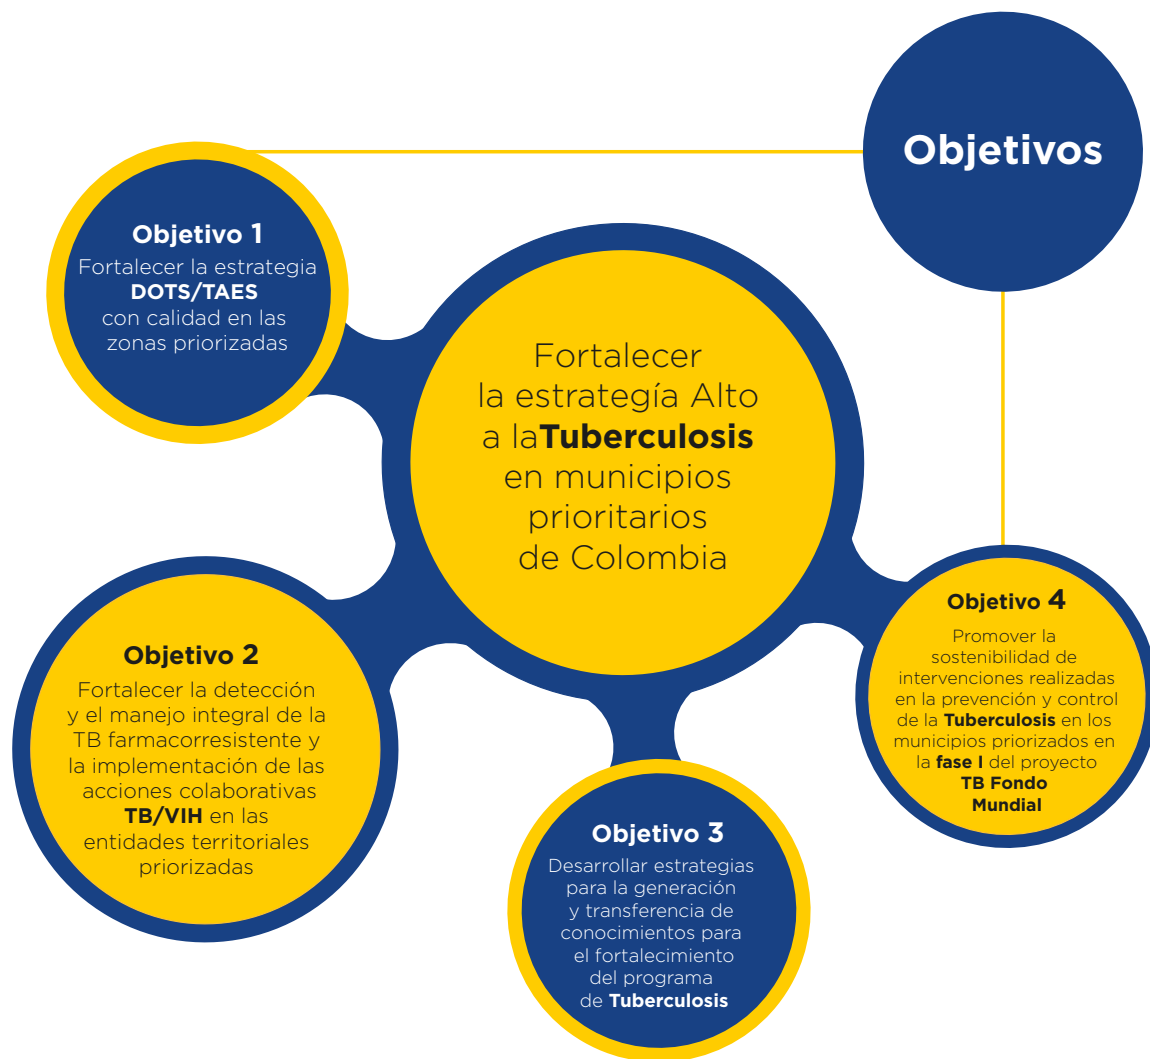 Objetivos
Objetivo 1
Fortalecer la estrategia
DOTS/TAES
con calidad en las
zonas priorizadas
Fortalecer
la estrategía Alto
a laTuberculosis
en municipios
prioritarios
de Colombia
Objetivo 2
Fortalecer la detección
y el manejo integral de la
TB farmacorresistente y
la implementación de las
acciones colaborativas
TB/VIH en las
entidades territoriales
priorizadas
Objetivo 3
Desarrollar estrategias
para la generación
y transferencia de
conocimientos para
el fortalecimiento
del programa
de Tuberculosis
Objetivo 4
Promover la
sostenibilidad de
intervenciones realizadas
en la prevención y control
de la Tuberculosis en los
municipios priorizados en
la fase I del proyecto
TB Fondo
Mundial